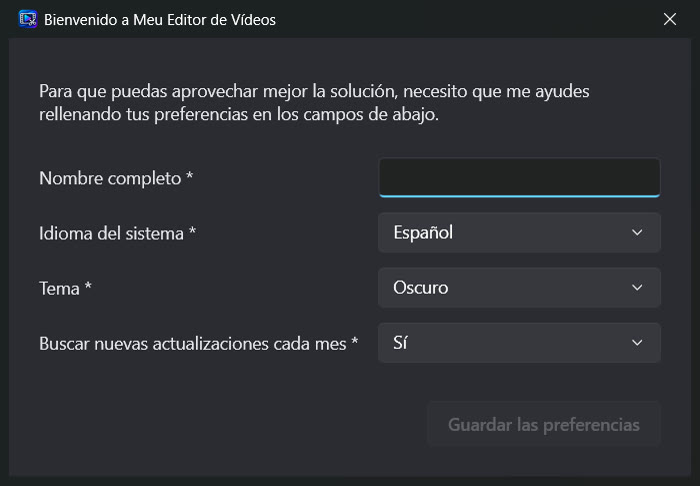 Bienvenido a Meu Editor de Vídeos
Para que puedas aprovechar mejor la solución, necesito que me ayudes
rellenando tus preferencias en los campos de abajo.
Nombre completo *
Idioma del sistema *
Español
Tema *
Oscuro
Buscar nuevas actualizaciones cada mes *
Sí
Guardar las preferencias